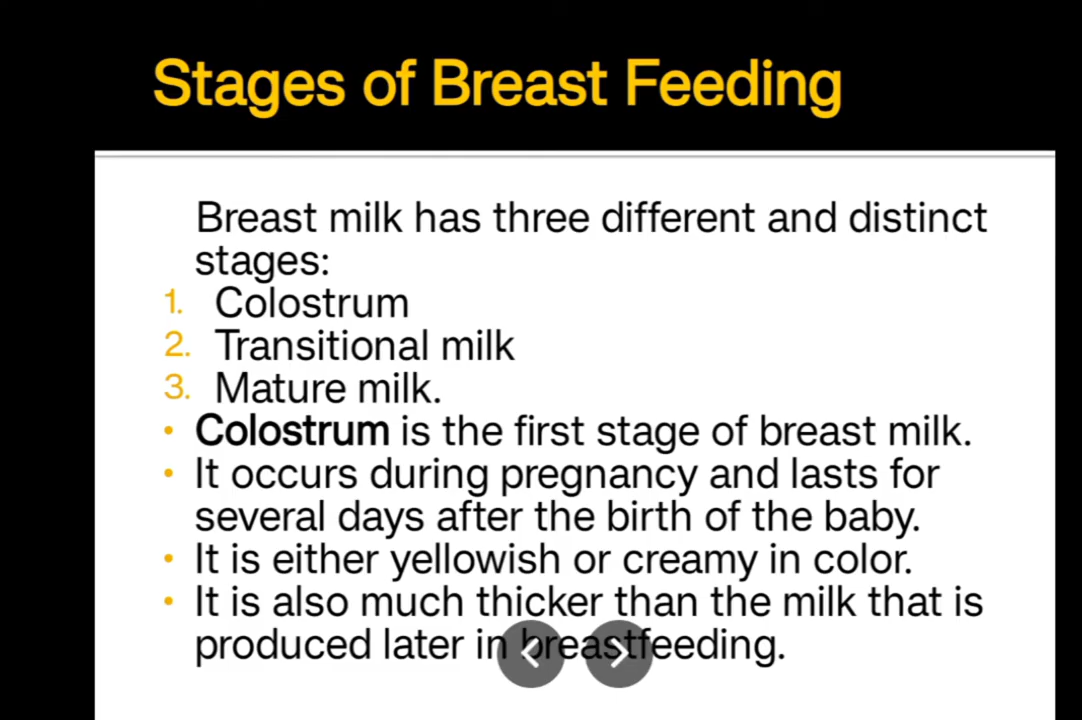 Stages of Breast Feeding
Breast milk has three different and distinct
stages:
1. Colostrum
2. Transitional milk
3. Mature milk.
• Colostrum is the first stage of breast milk.
• It occurs during pregnancy and lasts for
several days after the birth of the baby.
• It is either yellowish or creamy in color.
• It is also much thicker than the milk that is
produced later in breastfeeding.